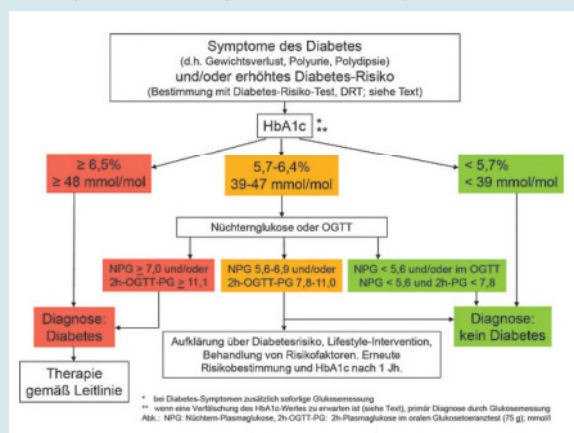 Symptome des Diabetes
(d.h. Gewichtsverlust, Polyurie, Polydipsie)
und/oder erhöhtes Diabetes-Risiko
(Bestimmung mit Diabetes-Risiko-Test, DRT; siehe Text)
HbA1c *
**
≥ 6,5%
≥ 48 mmol/mol
5,7-6,4%
39-47 mmol/mol
< 5,7%
< 39 mmol/mol
Nüchternglukose oder OGTT
NPG ≥ 7,0 und/oder
2h-OGTT-PG ≥ 11,1
NPG 5,6-6,9 und/oder
2h-OGTT-PG 7,8-11,0
NPG < 5,6 und/oder im OGTT
NPG < 5,6 und 2h-PG < 7,8
Diagnose:
Diabetes
Aufklärung über Diabetesrisiko, Lifestyle-Intervention,
Behandlung von Risikofaktoren. Erneute
Risikobestimmung und HbA1c nach 1 Jh.
Diagnose:
kein Diabetes
Therapie
gemäß Leitlinie
* bei Diabetes-Symptomen zusätzlich sofortige Glukosemessung
** wenn eine Verfälschung des HbA1c-Wertes zu erwarten ist (siehe Text), primär Diagnose durch Glukosemessung
Abk.: NPG: Nüchtern-Plasmaglukose, 2h-OGTT-PG: 2h-Plasmaglukose im oralen Glukosetoleranztest (75 g); mmol/l